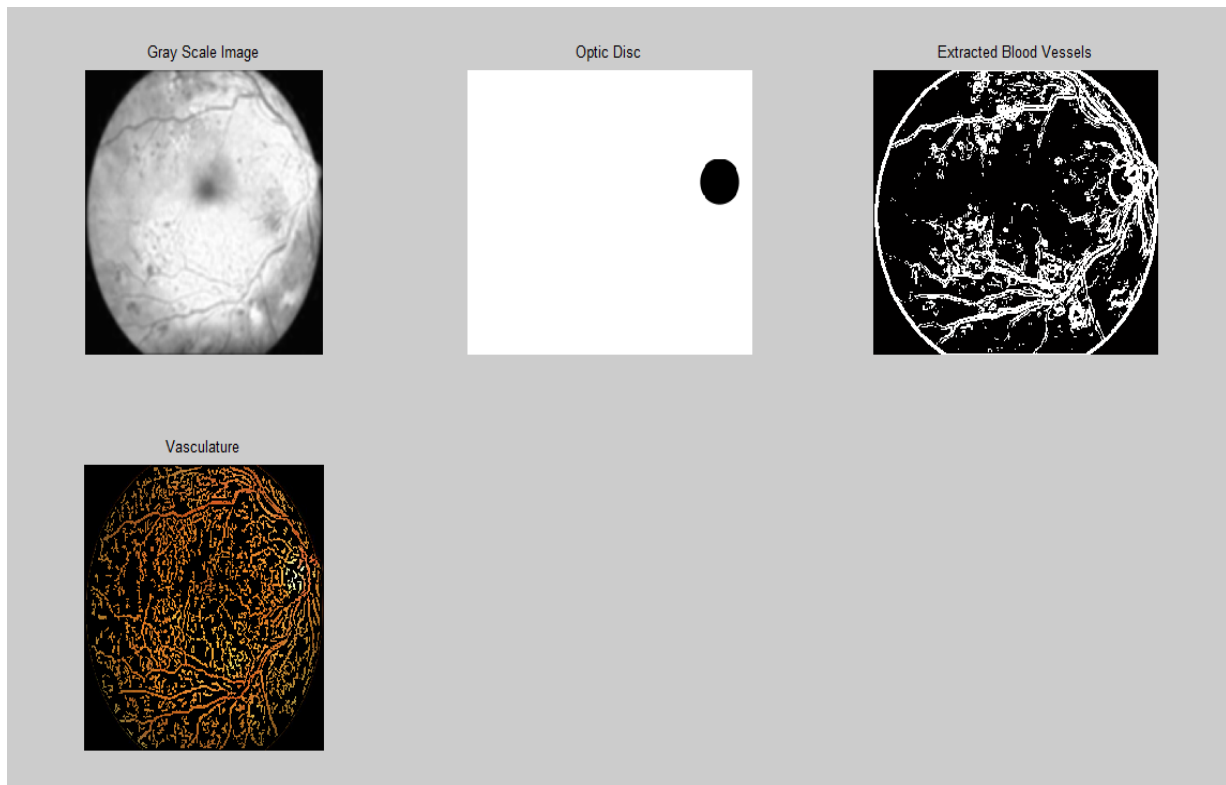 Gray Scale Image
Optic Disc
Extracted Blood Vessels
Vasculature